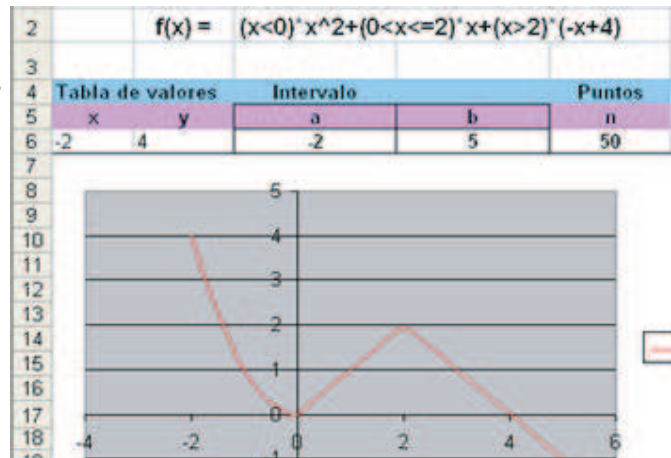 2 f(x) = (x<0)*x^2+(0<x<=2)*x+(x>2)*(-x+4)
3
4 Tabla de valores Intervalo Puntos
5 x y a b n
6 -2 4 -2 5 50
7
8 5
9
10 4
11
12 3
13
14 2
15 1
16
17 0
18 -4 -2 0 2 4 6